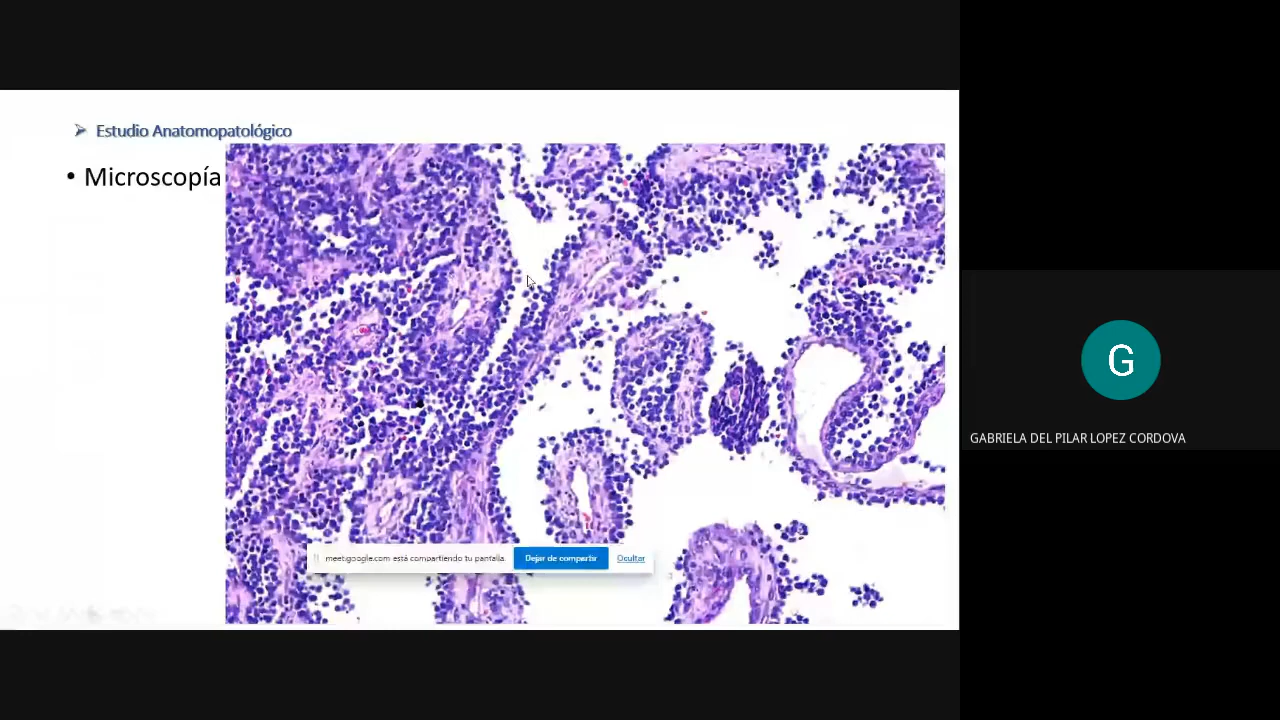 Estudio Anatomopatológico
• Microscopía
meet.google.com está compartiendo tu pantalla.
Dejar de compartir
Ocultar
G
GABRIELA DEL PILAR LOPEZ CORDOVA